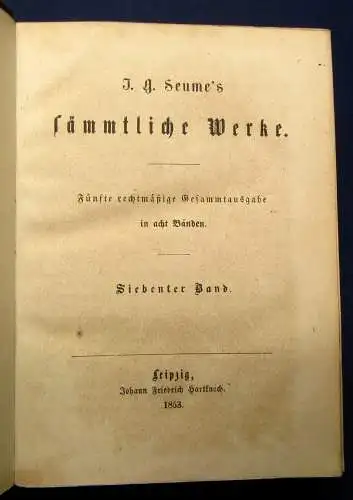 J. G. Seume's
sämmtliche Werke.
Fünfte rechtmäßige Gesammtausgabe
in acht Bänden.
Siebenter Band.
Leipzig,
Johann Friedrich Hartknoch.
1853.